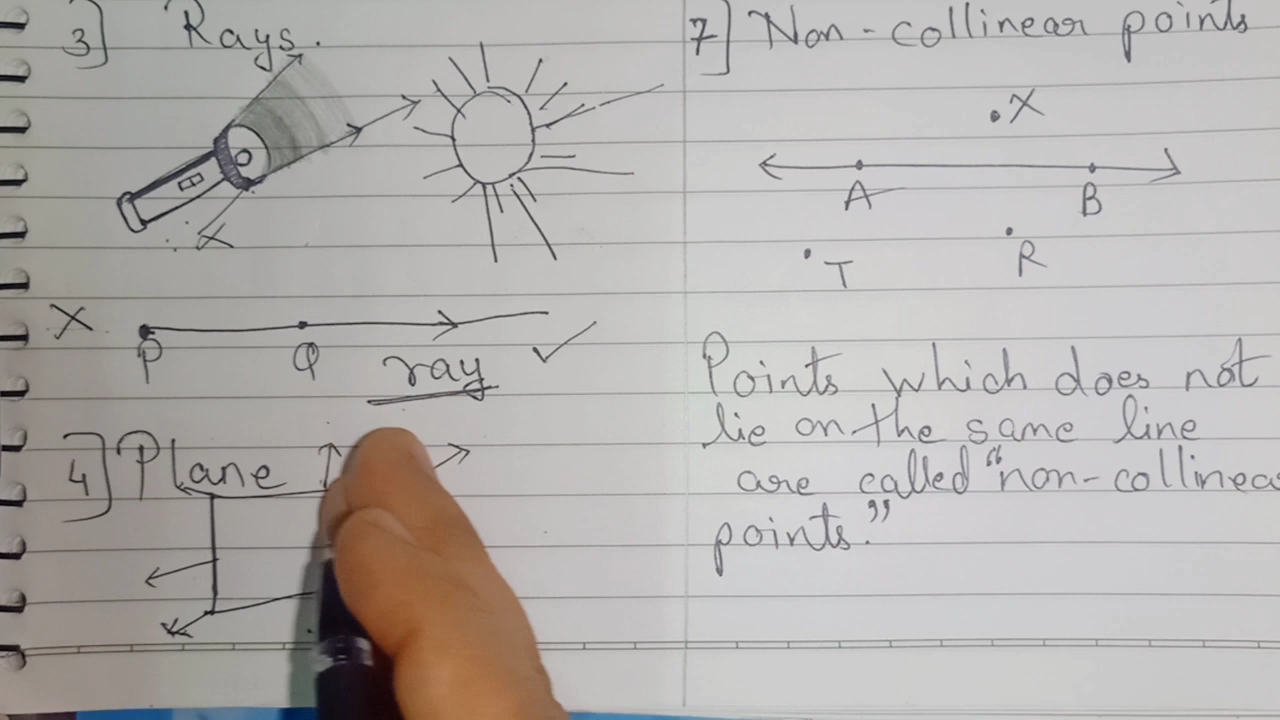 3] Rays.
X
P Q ray
4] Plane
7] Non-collinear points
X
A B
T R
Points which does not
lie on the same line
are called "non-collinea
points."